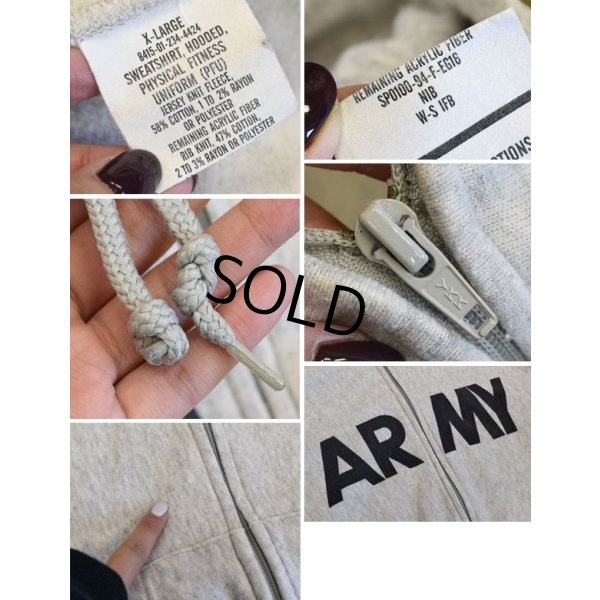 X-LARGE
8415-01-234-4424
SWEATSHIRT, HOODED,
PHYSICAL FITNESS
UNIFORM (PFU)
JERSEY KNIT FLEECE,
58% COTTON, 1 TO 2% RAYON
OR POLYESTER
REMAINING ACRYLIC FIBER
RIB KNIT, 47% COTTON,
2 TO 3% RAYON OR POLYESTER
REMAINING ACRYLIC FIBER
SPO100-94-F-EG16
NIB
W-S IFB
SOLD
YKK
ARMY